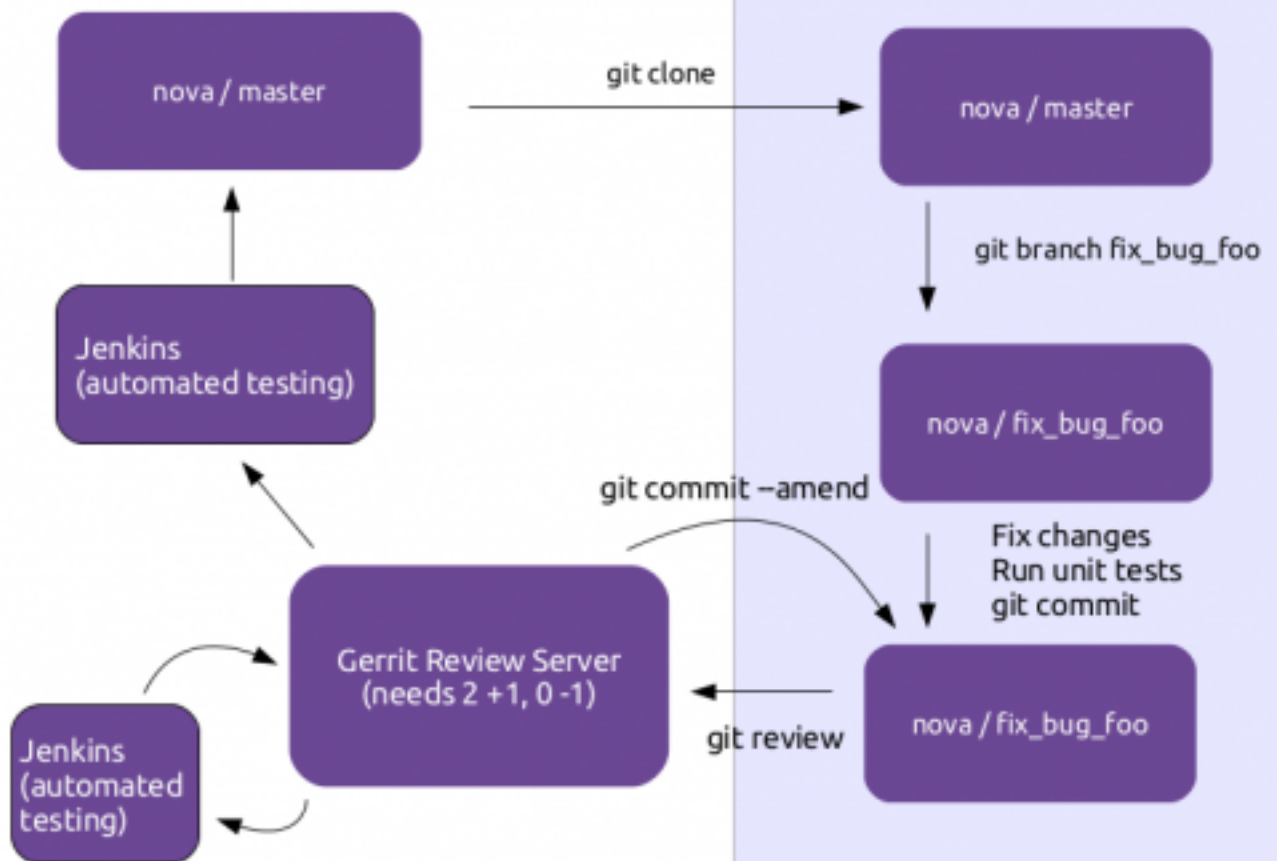 nova / master
git clone
nova / master
git branch fix_bug_foo
Jenkins
(automated testing)
nova / fix_bug_foo
git commit --amend
Fix changes
Run unit tests
git commit
Gerrit Review Server
(needs 2 +1, 0 -1)
git review
nova / fix_bug_foo
Jenkins
(automated
testing)